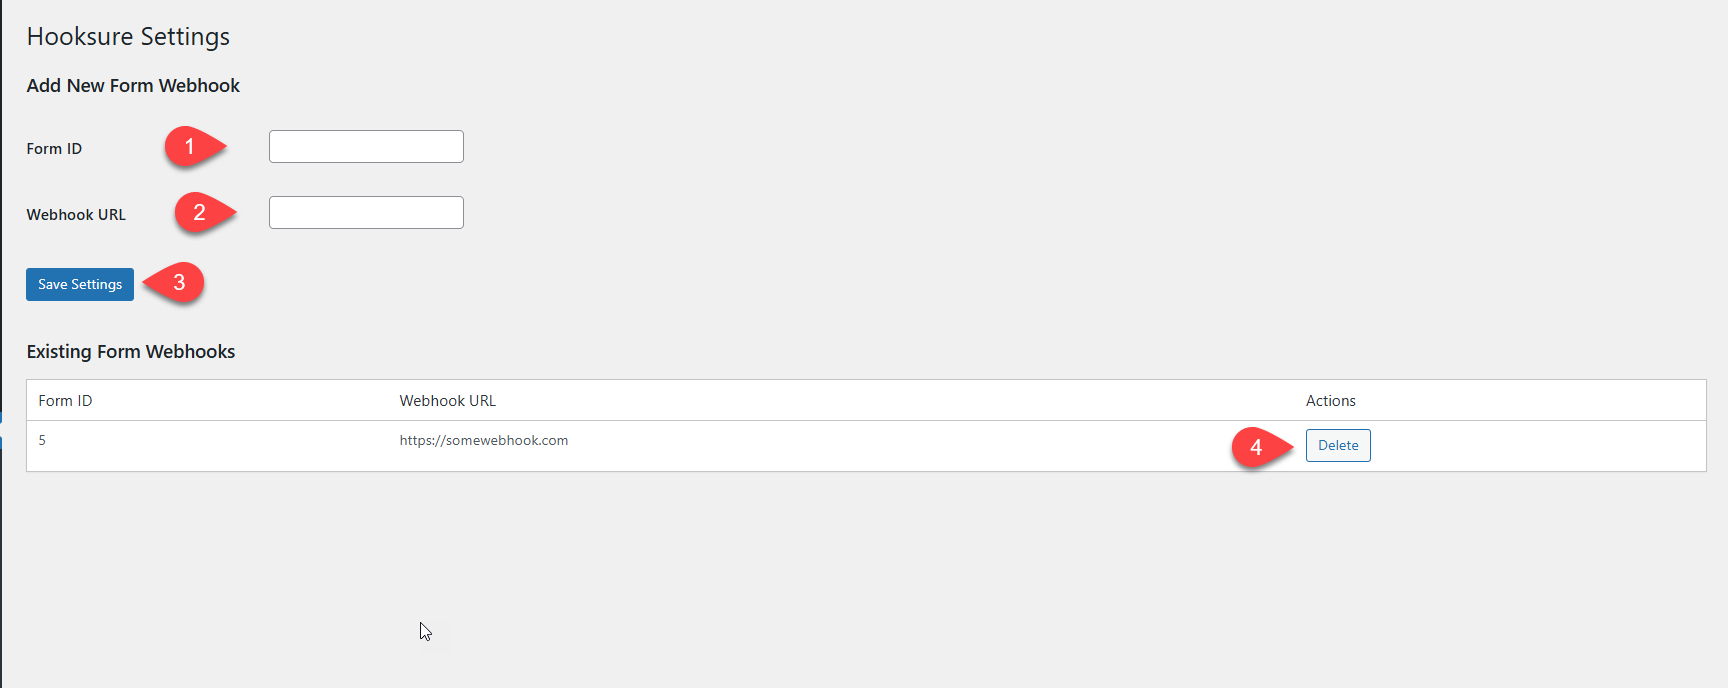 Hooksure Settings
Add New Form Webhook
Form ID 1
Webhook URL 2
Save Settings 3
Existing Form Webhooks
Form ID Webhook URL Actions
5 https://somewebhook.com 4 Delete